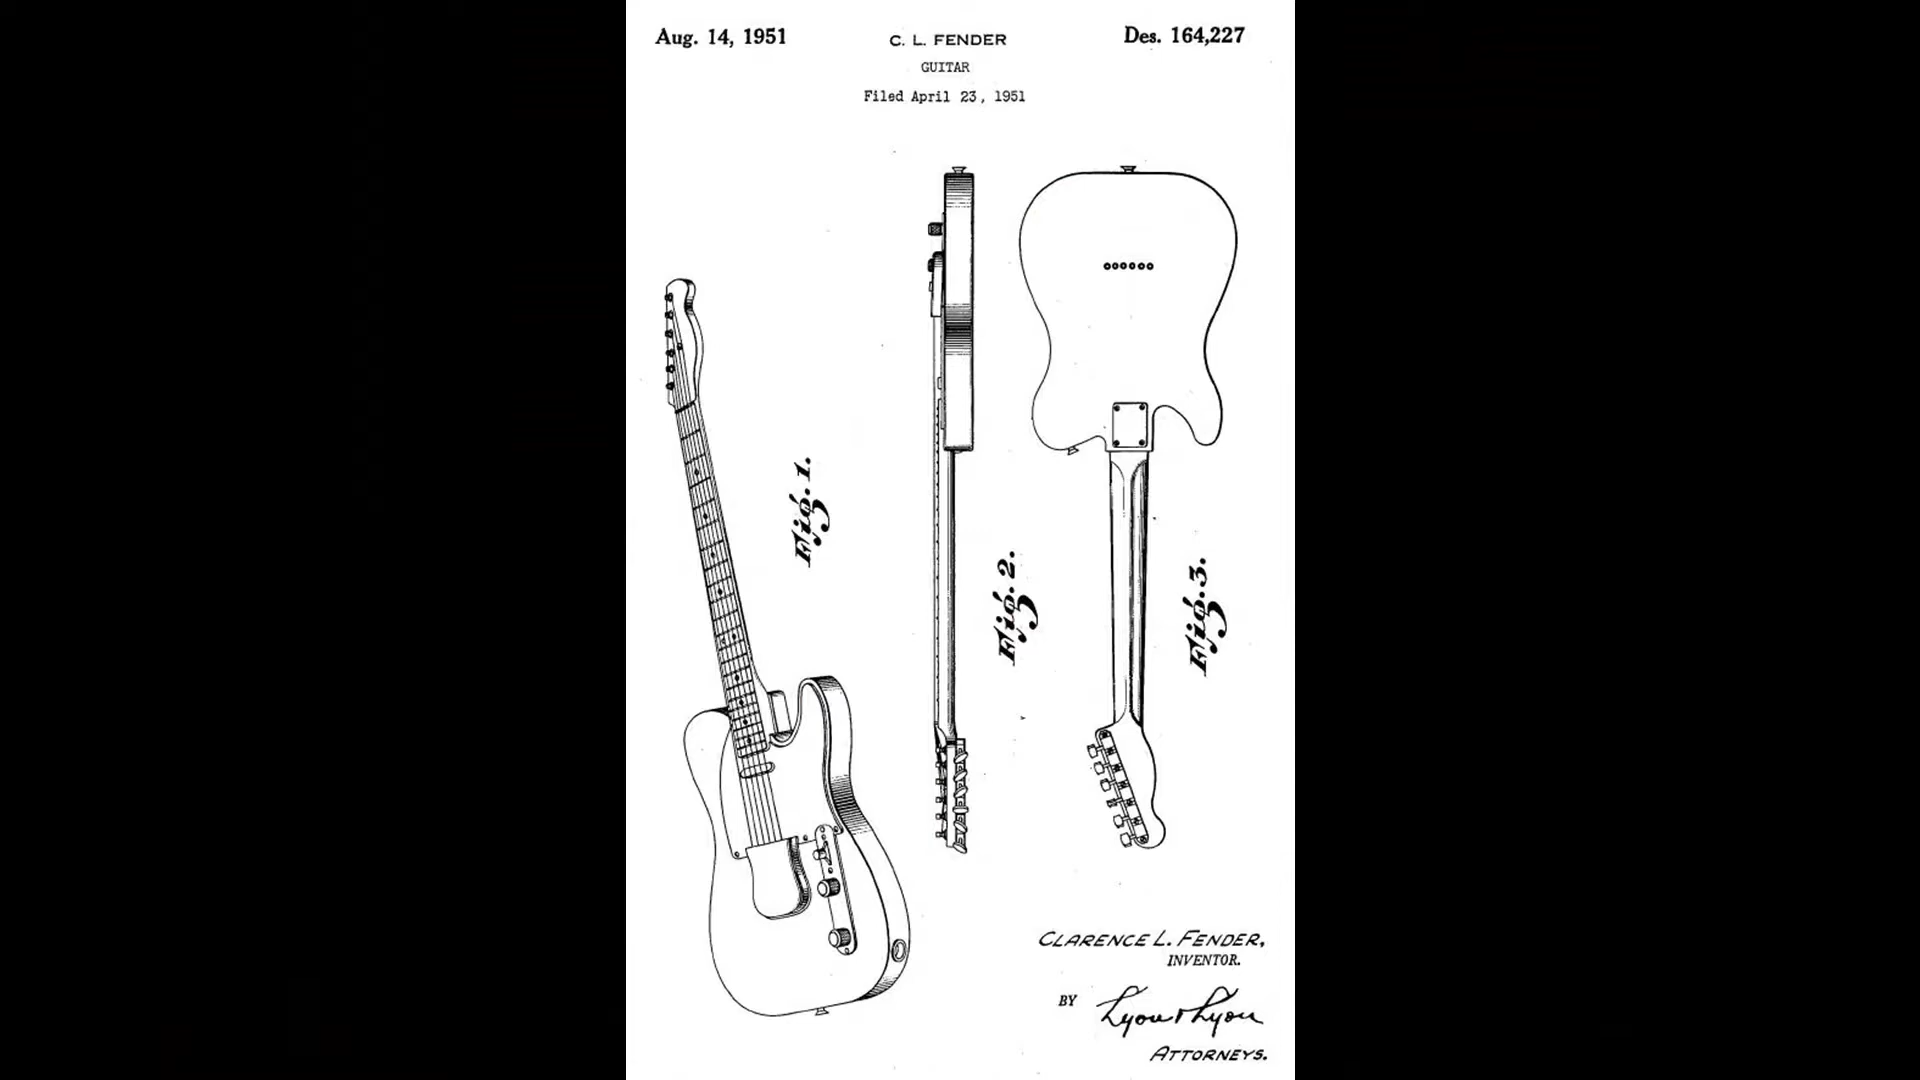 Aug. 14, 1951
C. L. FENDER
Des. 164,227
GUITAR
Filed April 23, 1951
Fig. 1.
Fig. 2.
Fig. 3.
CLARENCE L. FENDER,
INVENTOR.
BY Lyon & Lyon
ATTORNEYS.